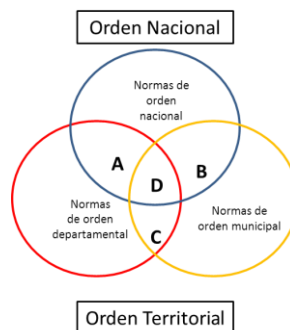 Orden Nacional
Normas de
orden
nacional
A
B
D
Normas
de orden
departamental
Normas de
orden municipal
C
Orden Territorial